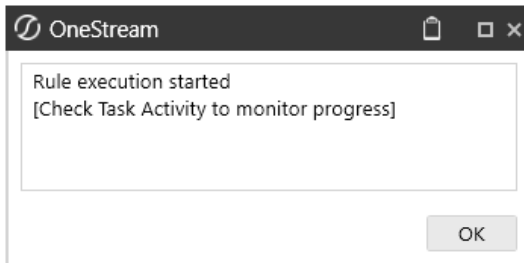 OneStream
Rule execution started
[Check Task Activity to monitor progress]
OK